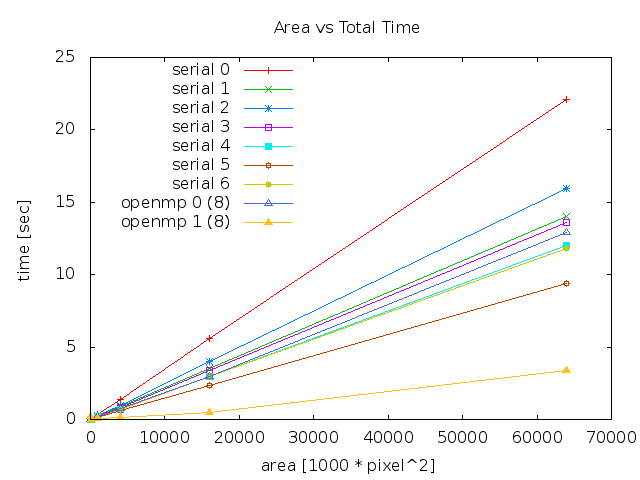 Area vs Total Time
25
20
15
10
5
0
time [sec]
serial 0
serial 1
serial 2
serial 3
serial 4
serial 5
serial 6
openmp 0 (8)
openmp 1 (8)
0 10000 20000 30000 40000 50000 60000 70000
area [1000 * pixel^2]